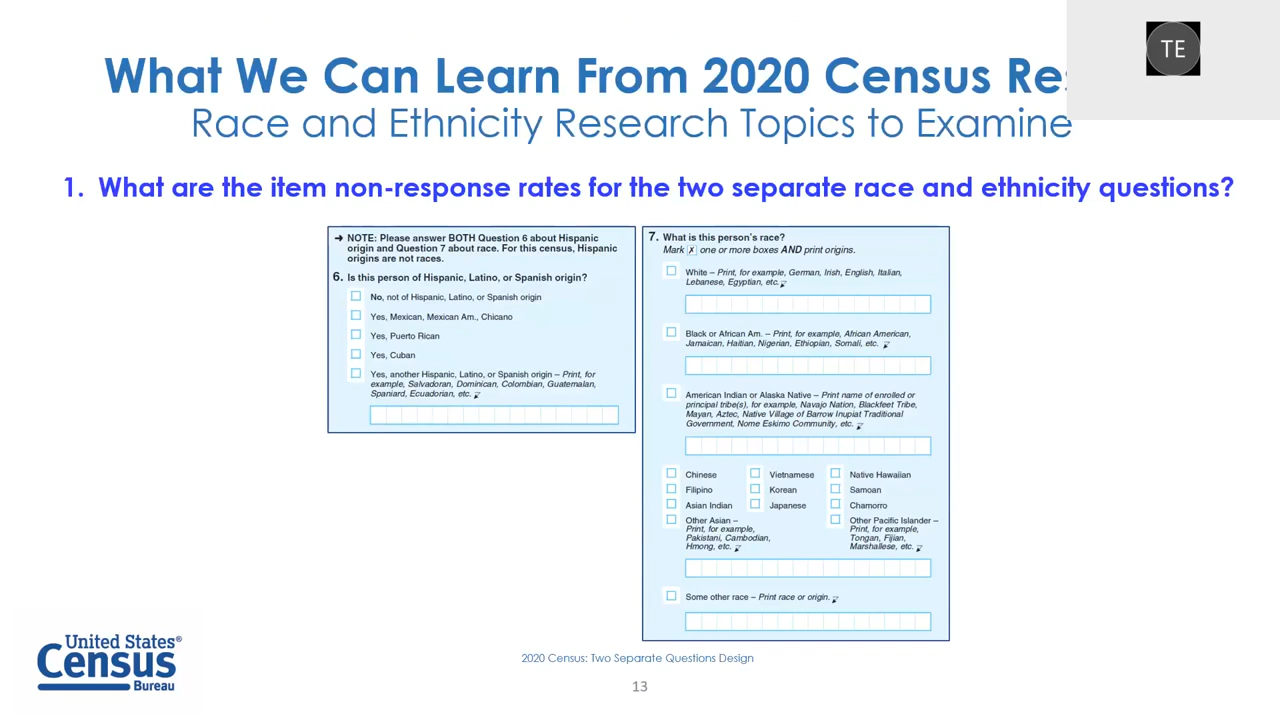 TE
What We Can Learn From 2020 Census
Race and Ethnicity Research Topics to Examine
1. What are the item non-response rates for the two separate race and ethnicity questions?
➔ NOTE: Please answer BOTH Question 6 about Hispanic
origin and Question 7 about race. For this census, Hispanic
origins are not races.
6. Is this person of Hispanic, Latino, or Spanish origin?
No, not of Hispanic, Latino, or Spanish origin
Yes, Mexican, Mexican Am., Chicano
Yes, Puerto Rican
Yes, Cuban
Yes, another Hispanic, Latino, or Spanish origin – Print, for
example, Salvadoran, Dominican, Colombian, Guatemalan,
Spaniard, Ecuadorian, etc.
7. What is this person's race?
Mark X one or more boxes AND print origins.
White – Print, for example, German, Irish, English, Italian,
Lebanese, Egyptian, etc.
Black or African Am. – Print, for example, African American,
Jamaican, Haitian, Nigerian, Ethiopian, Somali, etc.
American Indian or Alaska Native – Print name of enrolled or
principal tribe(s), for example, Navajo Nation, Blackfeet Tribe,
Mayan, Aztec, Native Village of Barrow Inupiat Traditional
Government, Nome Eskimo Community, etc.
Chinese
Vietnamese
Native Hawaiian
Filipino
Korean
Samoan
Asian Indian
Japanese
Chamorro
Other Asian –
Print, for example,
Pakistani, Cambodian,
Hmong, etc.
Other Pacific Islander –
Print, for example,
Tongan, Fijian,
Marshallese, etc.
Some other race – Print race or origin.
2020 Census: Two Separate Questions Design
United States®
Census
Bureau
13